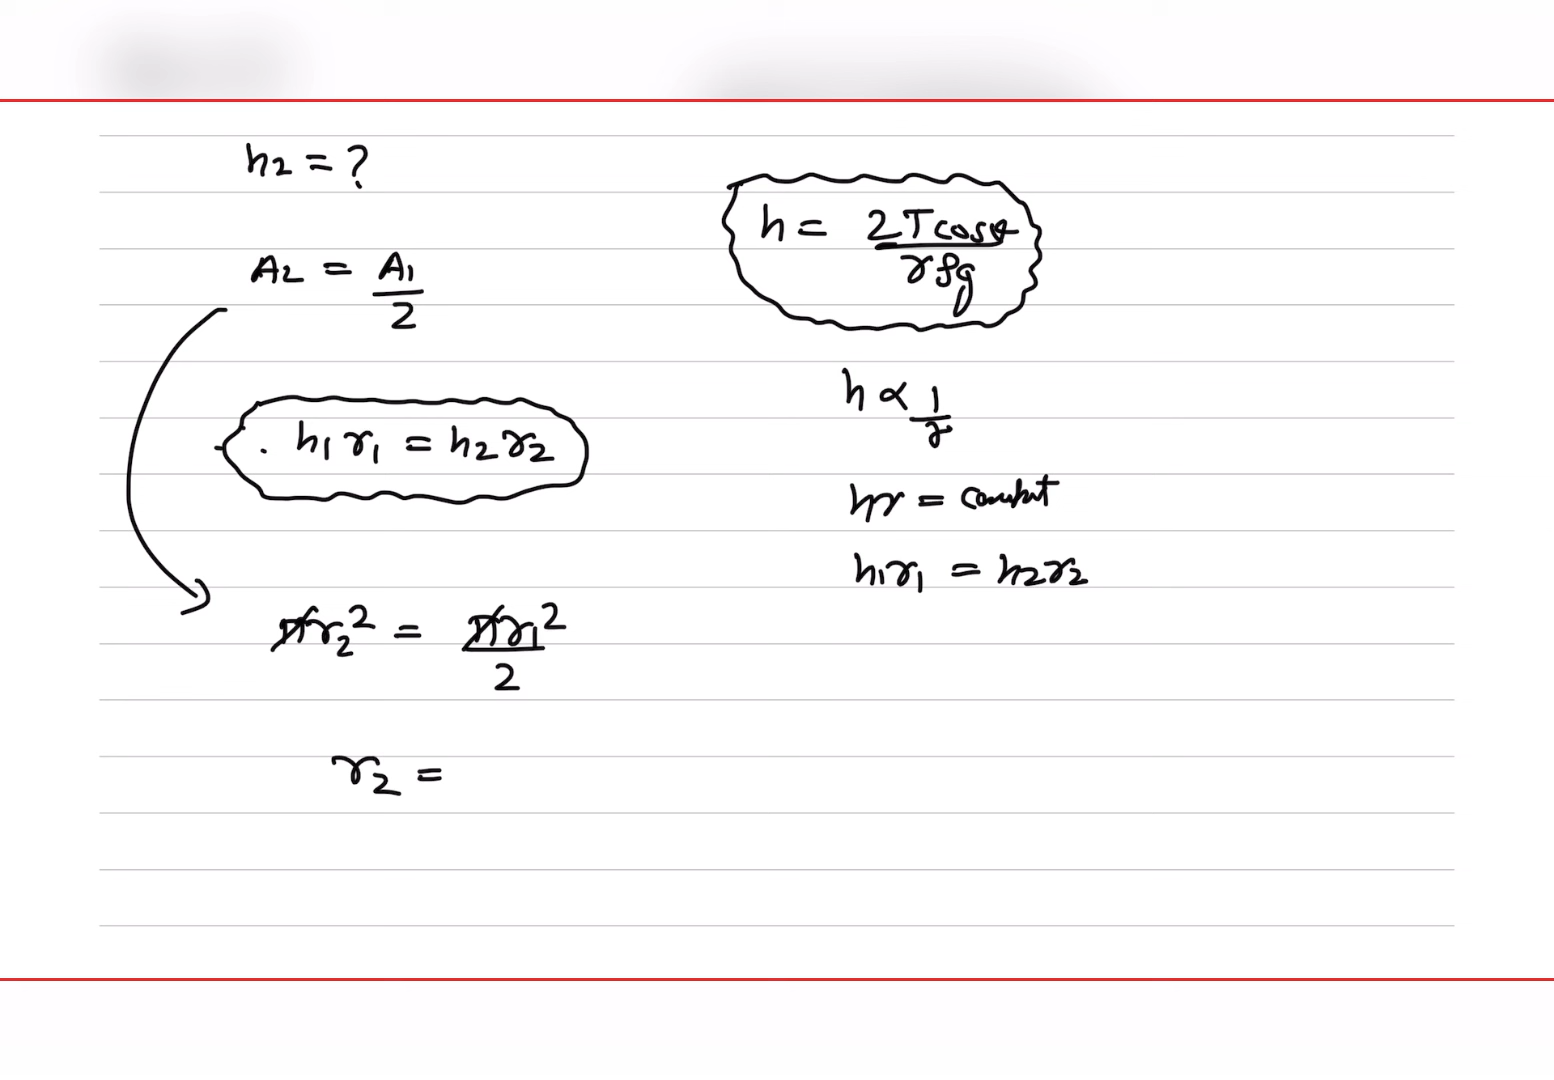 h₂ = ?
A₂ = A₁/2
h₁r₁ = h₂r₂
πr₂² = πr₁²/2
r₂ =
h = 2Tcosθ/rρg
h ∝ 1/r
hr = constant
h₁r₁ = h₂r₂